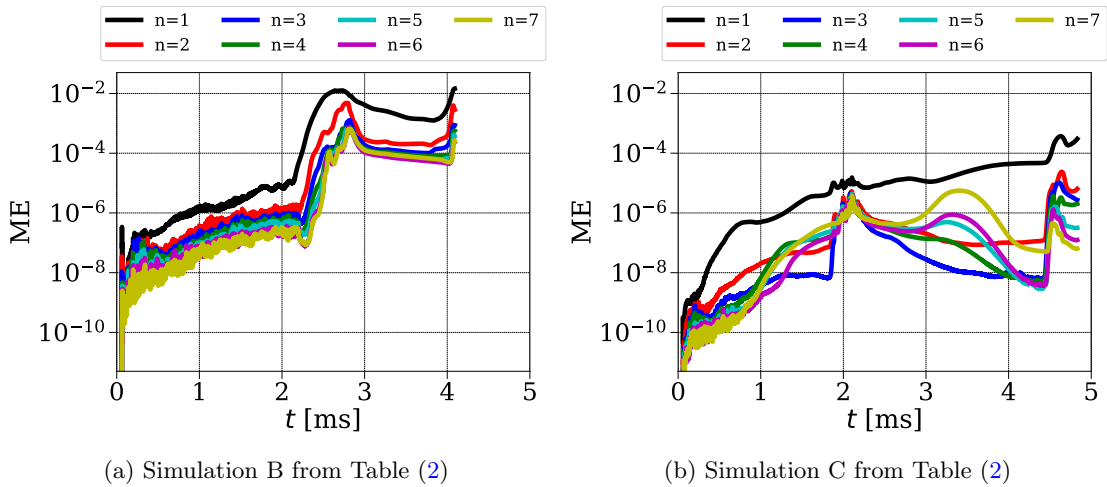 n=1 n=3 n=5 n=7
n=2 n=4 n=6
ME
10⁻²
10⁻⁴
10⁻⁶
10⁻⁸
10⁻¹⁰
0 1 2 3 4 5
t [ms]
(a) Simulation B from Table (2)
n=1 n=3 n=5 n=7
n=2 n=4 n=6
ME
10⁻²
10⁻⁴
10⁻⁶
10⁻⁸
10⁻¹⁰
0 1 2 3 4 5
t [ms]
(b) Simulation C from Table (2)